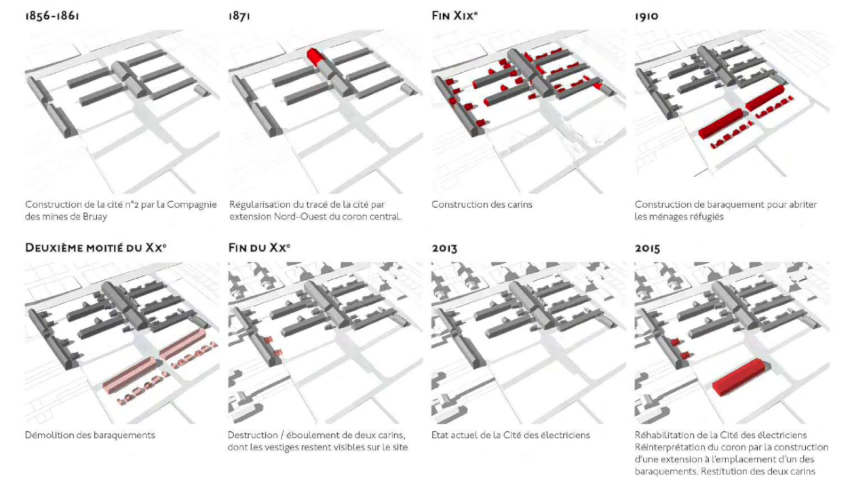 1856-1861
Construction de la cité n°2 par la Compagnie
des mines de Bruay
1871
Régularisation du tracé de la cité par
extension Nord-Ouest du coron central.
Fin XIXe
Construction des carins
1910
Construction de baraquement pour abriter
les ménages réfugiés
Deuxième moitié du XXe
Démolition des baraquements
Fin du XXe
Destruction / éboulement de deux carins,
dont les vestiges restent visibles sur le site
2013
Etat actuel de la Cité des électriciens
2015
Réhabilitation de la Cité des électriciens
Réinterprétation du coron par la construction
d'une extension à l'emplacement d'un des
baraquements. Restitution des deux carins